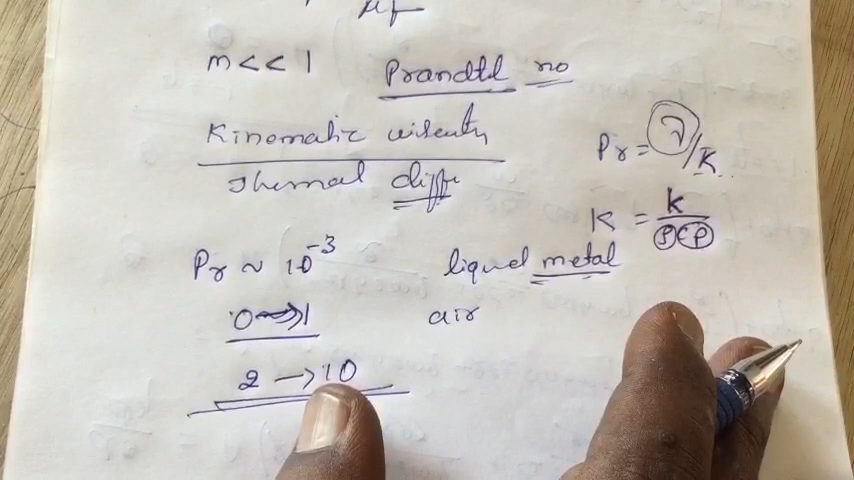 μf
m<< 1 Prandtl no
Kinematic viscosity
Thermal diff
Pr = ν/K
K = k/ρCp
Pr ~ 10⁻³ liquid metal
0→1 air
2 →10